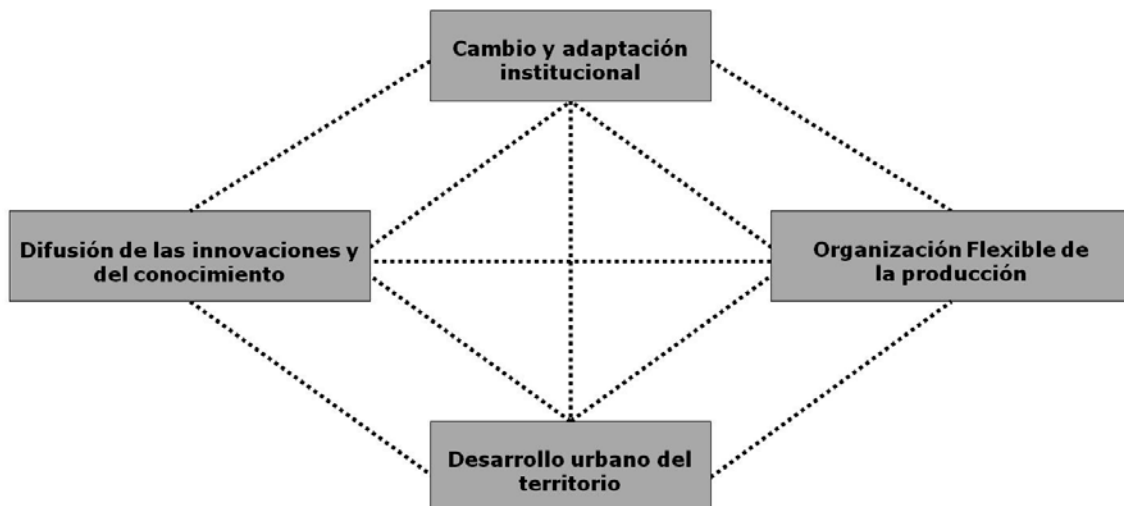 Cambio y adaptación
institucional
Difusión de las innovaciones y
del conocimiento
Organización Flexible de
la producción
Desarrollo urbano del
territorio